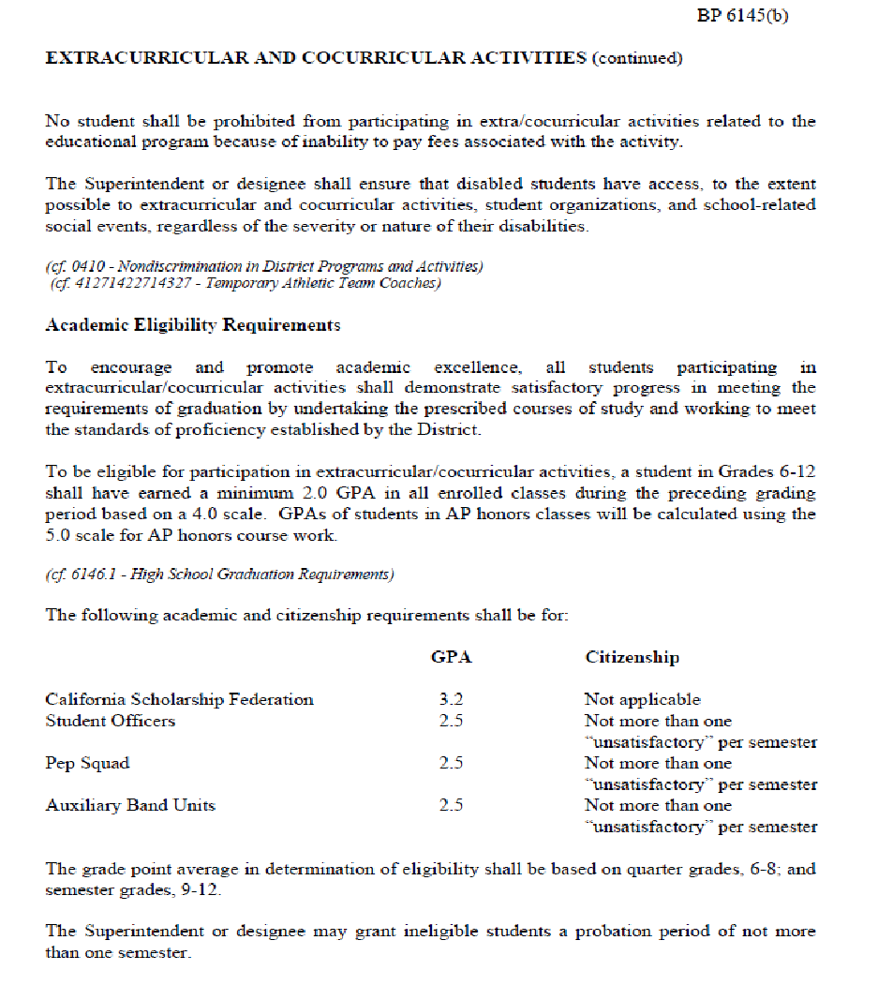 BP 6145(b)
EXTRACURRICULAR AND COCURRICULAR ACTIVITIES (continued)
No student shall be prohibited from participating in extra/cocurricular activities related to the
educational program because of inability to pay fees associated with the activity.
The Superintendent or designee shall ensure that disabled students have access, to the extent
possible to extracurricular and cocurricular activities, student organizations, and school-related
social events, regardless of the severity or nature of their disabilities.
(cf. 0410 - Nondiscrimination in District Programs and Activities)
(cf. 41271422714327 - Temporary Athletic Team Coaches)
Academic Eligibility Requirements
To encourage and promote academic excellence, all students participating in
extracurricular/cocurricular activities shall demonstrate satisfactory progress in meeting the
requirements of graduation by undertaking the prescribed courses of study and working to meet
the standards of proficiency established by the District.
To be eligible for participation in extracurricular/cocurricular activities, a student in Grades 6-12
shall have earned a minimum 2.0 GPA in all enrolled classes during the preceding grading
period based on a 4.0 scale. GPAs of students in AP honors classes will be calculated using the
5.0 scale for AP honors course work.
(cf. 6146.1 - High School Graduation Requirements)
The following academic and citizenship requirements shall be for:
GPA Citizenship
California Scholarship Federation 3.2 Not applicable
Student Officers 2.5 Not more than one
“unsatisfactory” per semester
Pep Squad 2.5 Not more than one
“unsatisfactory” per semester
Auxiliary Band Units 2.5 Not more than one
“unsatisfactory” per semester
The grade point average in determination of eligibility shall be based on quarter grades, 6-8; and
semester grades, 9-12.
The Superintendent or designee may grant ineligible students a probation period of not more
than one semester.